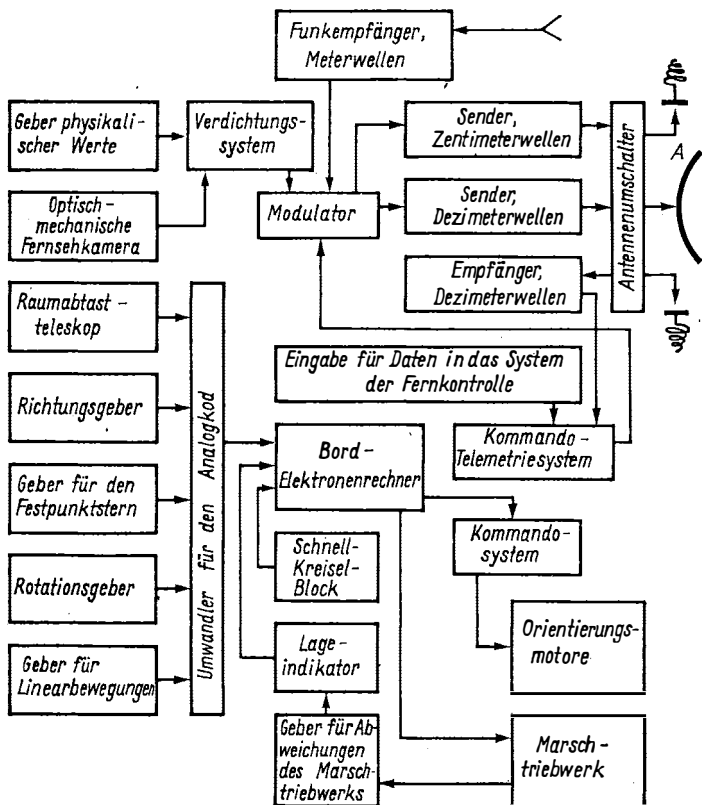 Funkempfänger,
Meterwellen
Geber physikali-
scher Werte
Verdichtungs-
system
Sender,
Zentimeterwellen
Antennenumschalter
A
Optisch-
mechanische
Fernsehkamera
Modulator
Sender,
Dezimeterwellen
Empfänger,
Dezimeterwellen
Raumabtast-
teleskop
Umwandler für den Analogkod
Eingabe für Daten in das System
der Fernkontrolle
Richtungsgeber
Bord-
Elektronenrechner
Kommando-
Telemetriesystem
Geber für den
Festpunktstern
Schnell-
Kreisel-
Block
Kommando-
system
Rotationsgeber
Lage-
indikator
Orientierungs-
motore
Geber für
Linearbewegungen
Geber für Ab-
weichungen
des Marsch-
triebwerks
Marsch-
triebwerk